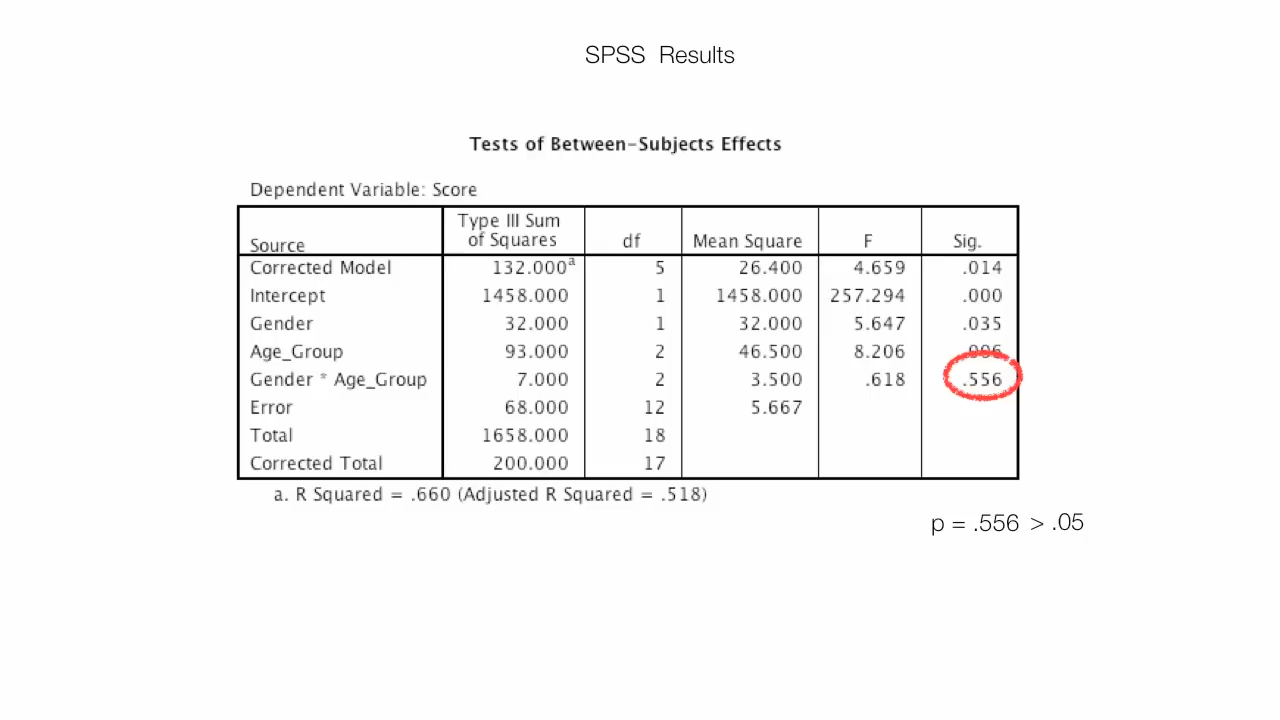 SPSS Results
Tests of Between-Subjects Effects
Dependent Variable: Score
Source Type III Sum of Squares df Mean Square F Sig.
Corrected Model 132.000a 5 26.400 4.659 .014
Intercept 1458.000 1 1458.000 257.294 .000
Gender 32.000 1 32.000 5.647 .035
Age_Group 93.000 2 46.500 8.206 .006
Gender * Age_Group 7.000 2 3.500 .618 .556
Error 68.000 12 5.667
Total 1658.000 18
Corrected Total 200.000 17
a. R Squared = .660 (Adjusted R Squared = .518)
p = .556 > .05